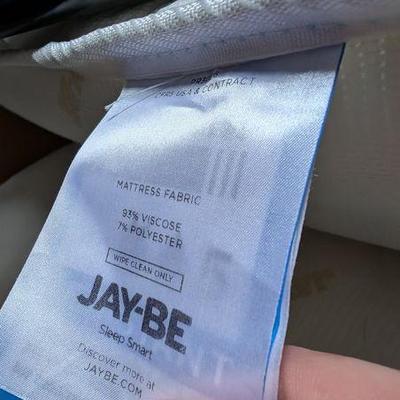 CFRS USA & CONTRACT
MATTRESS FABRIC
93% VISCOSE
7% POLYESTER
WIPE CLEAN ONLY
JAY-BE
Sleep Smart
Discover more at
JAYBE.COM